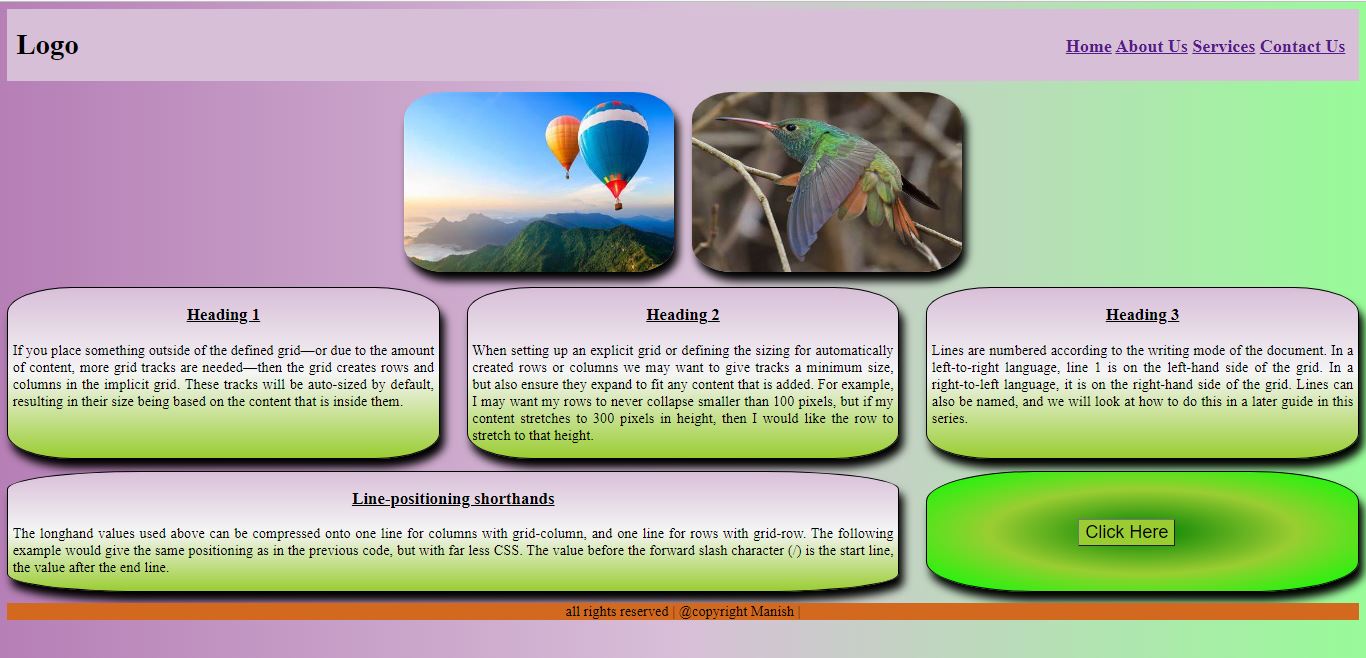 Logo
Home About Us Services Contact Us
Heading 1
If you place something outside of the defined grid—or due to the amount
of content, more grid tracks are needed—then the grid creates rows and
columns in the implicit grid. These tracks will be auto-sized by default,
resulting in their size being based on the content that is inside them.
Heading 2
When setting up an explicit grid or defining the sizing for automatically
created rows or columns we may want to give tracks a minimum size,
but also ensure they expand to fit any content that is added. For example,
I may want my rows to never collapse smaller than 100 pixels, but if my
content stretches to 300 pixels in height, then I would like the row to
stretch to that height.
Heading 3
Lines are numbered according to the writing mode of the document. In a
left-to-right language, line 1 is on the left-hand side of the grid. In a
right-to-left language, it is on the right-hand side of the grid. Lines can
also be named, and we will look at how to do this in a later guide in this
series.
Line-positioning shorthands
The longhand values used above can be compressed onto one line for columns with grid-column, and one line for rows with grid-row. The following
example would give the same positioning as in the previous code, but with far less CSS. The value before the forward slash character (/) is the start line,
the value after the end line.
Click Here
all rights reserved | @copyright Manish |